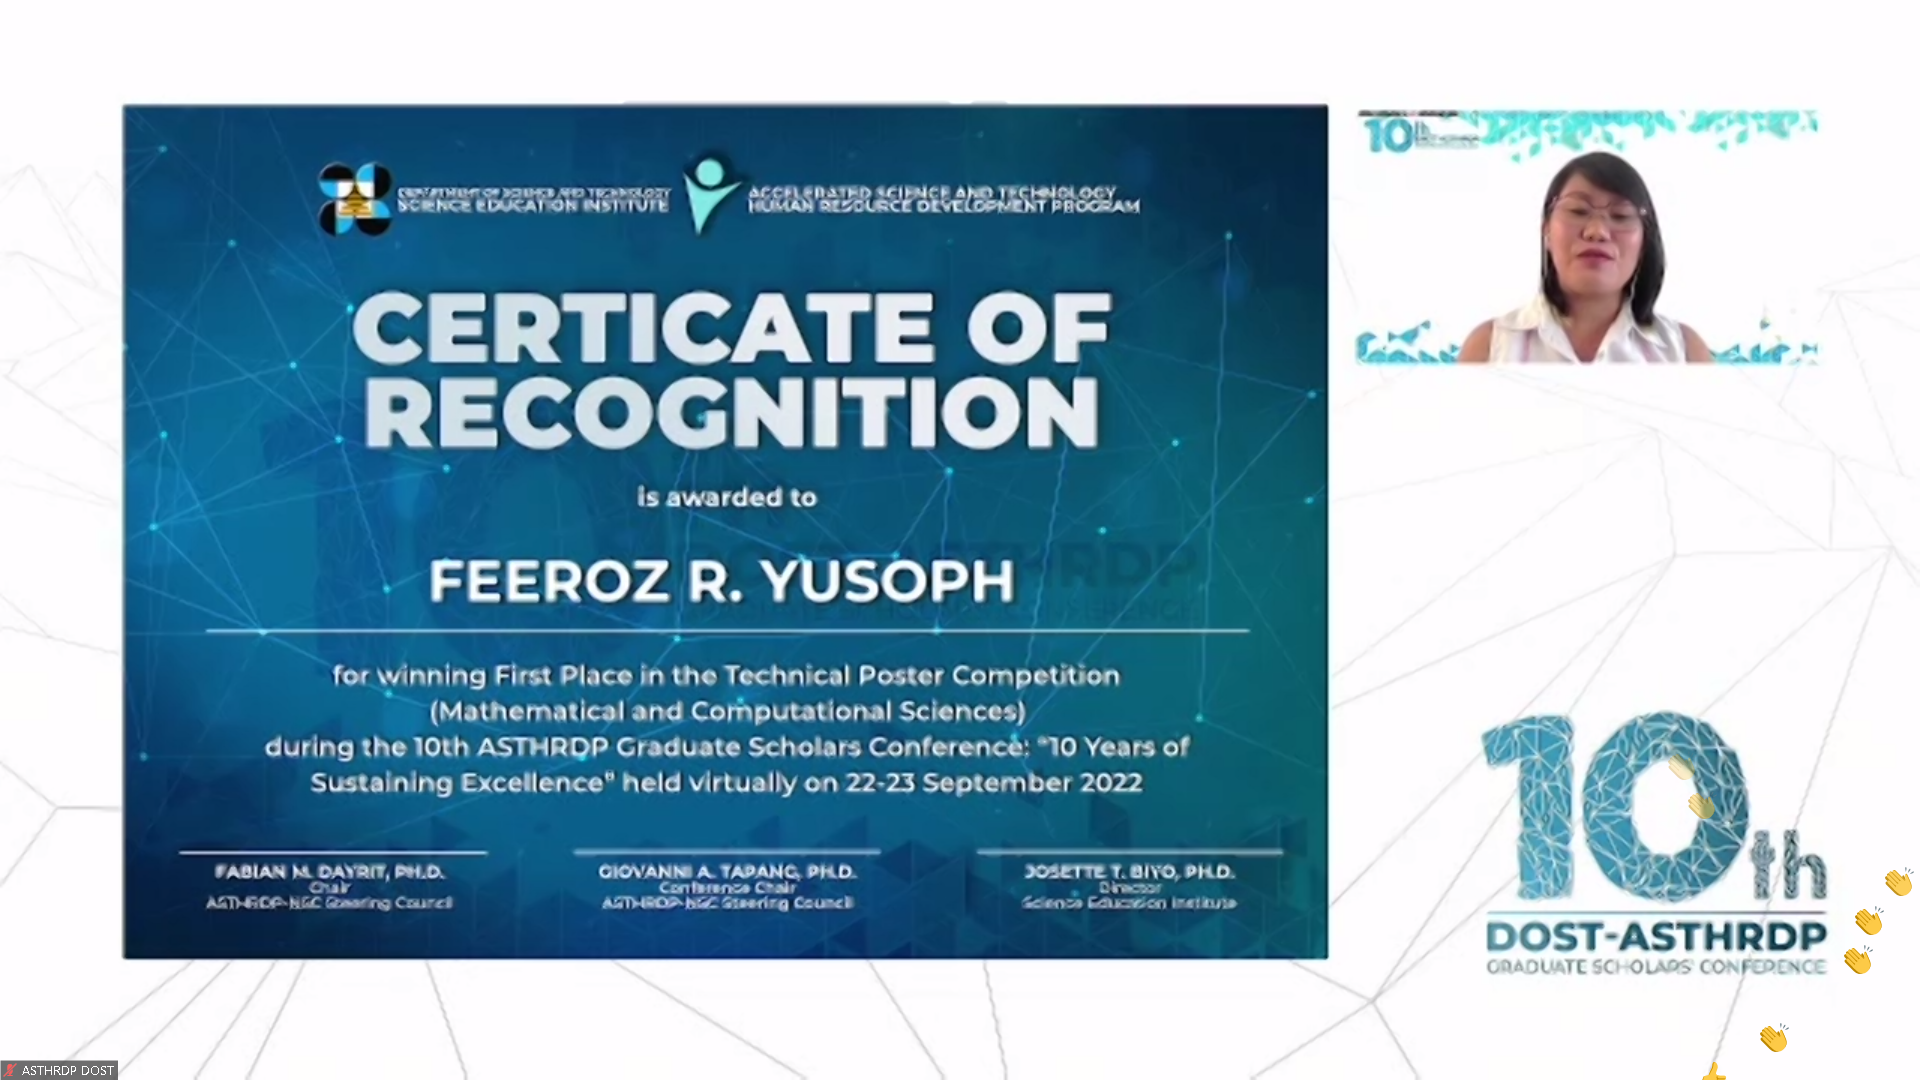 DEPARTMENT OF SCIENCE AND TECHNOLOGY
SCIENCE EDUCATION INSTITUTE
ACCELERATED SCIENCE AND TECHNOLOGY
HUMAN RESOURCE DEVELOPMENT PROGRAM
CERTICATE OF
RECOGNITION
is awarded to
FEEROZ R. YUSOPH
for winning First Place in the Technical Poster Competition
(Mathematical and Computational Sciences)
during the 10th ASTHRDP Graduate Scholars Conference: "10 Years of
Sustaining Excellence" held virtually on 22-23 September 2022
FABIAN M. DAYRIT, PH.D.
Chair
ASTHRDP-NSC Steering Council
GIOVANNI A. TAPANG, PH.D.
Conference Chair
ASTHRDP-NSC Steering Council
JOSETTE T. BIYO, PH.D.
Director
Science Education Institute
10th
10th
DOST-ASTHRDP
GRADUATE SCHOLARS' CONFERENCE
ASTHRDP DOST